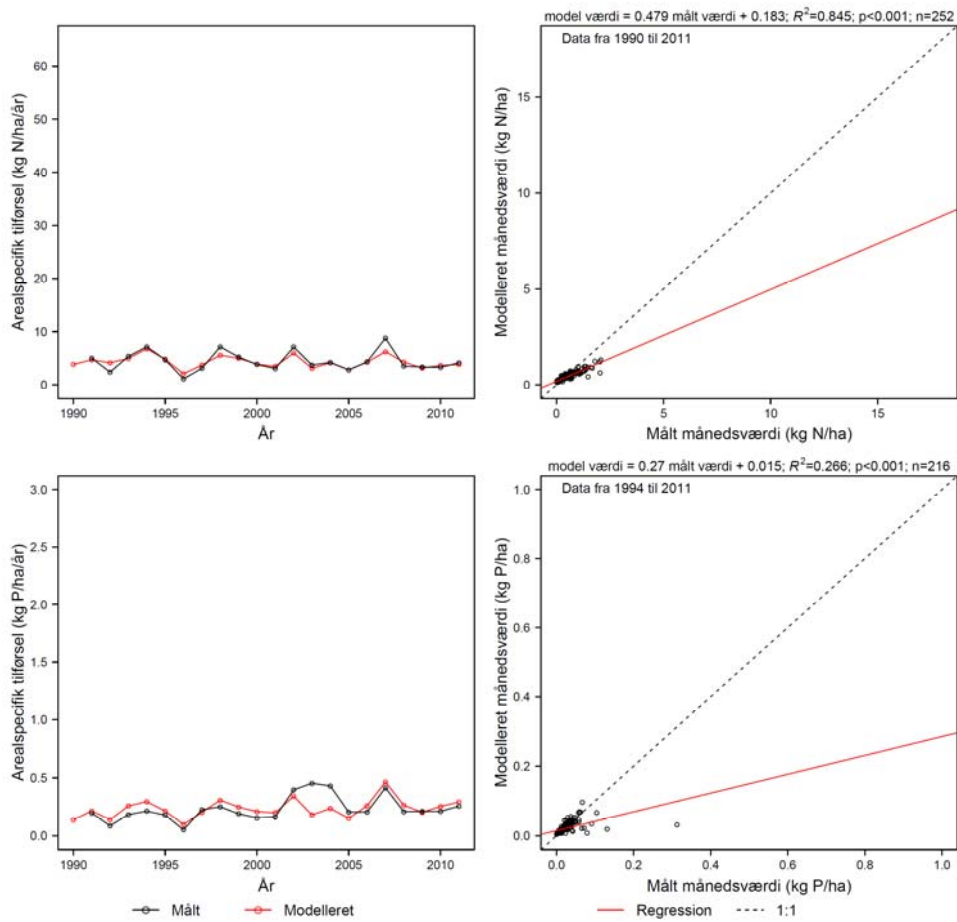 model værdi = 0.479 målt værdi + 0.183; R²=0.845; p<0.001; n=252
Data fra 1990 til 2011
Arealspecifik tilførsel (kg N/ha/år)
60
50
40
30
20
10
0
1990 1995 2000 2005 2010
År
Modelleret månedsværdi (kg N/ha)
15
10
5
0
0 5 10 15
Målt månedsværdi (kg N/ha)
model værdi = 0.27 målt værdi + 0.015; R²=0.266; p<0.001; n=216
Data fra 1994 til 2011
Arealspecifik tilførsel (kg P/ha/år)
3.0
2.5
2.0
1.5
1.0
0.5
0.0
1990 1995 2000 2005 2010
År
Modelleret månedsværdi (kg P/ha)
1.0
0.8
0.6
0.4
0.2
0.0
0.0 0.2 0.4 0.6 0.8 1.0
Målt månedsværdi (kg P/ha)
Målt Modelleret Regression 1:1